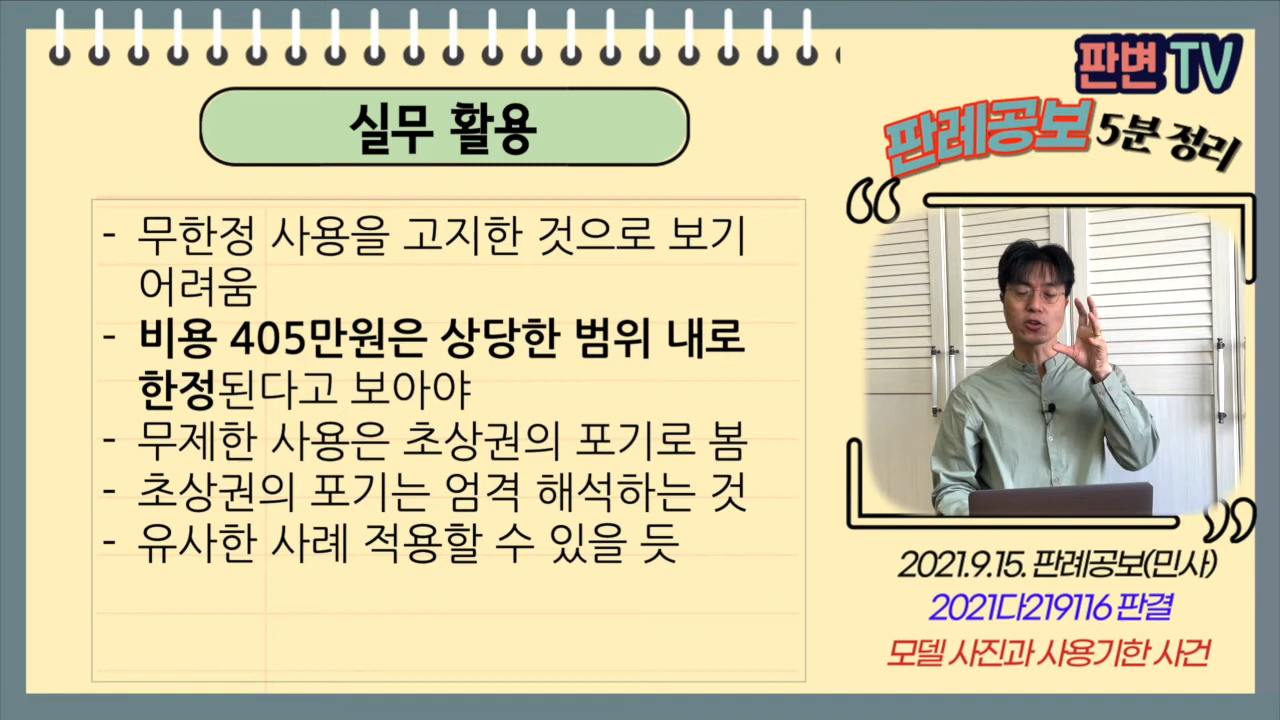 실무 활용
- 무한정 사용을 고지한 것으로 보기
어려움
- 비용 405만원은 상당한 범위 내로
한정된다고 보아야
- 무제한 사용은 초상권의 포기로 봄
- 초상권의 포기는 엄격 해석하는 것
- 유사한 사례 적용할 수 있을 듯
판변 TV
판례공보 5분 정리
2021.9.15. 판례공보(민사)
2021다219116 판결
모델 사진과 사용기한 사건